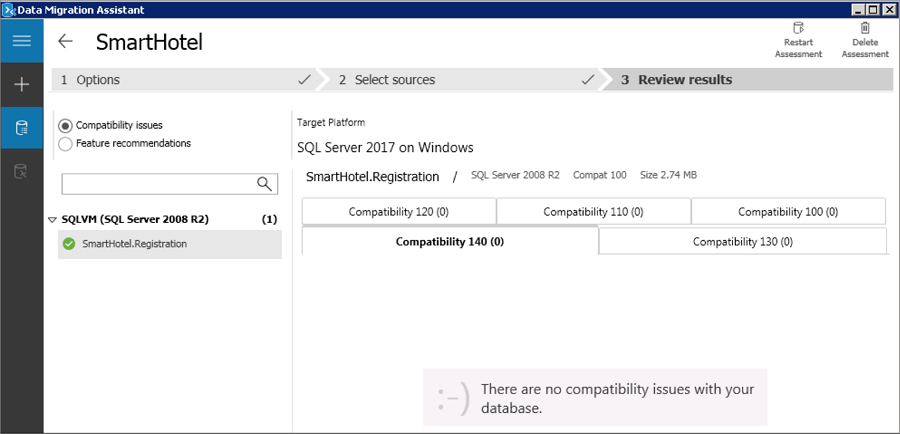 Data Migration Assistant
SmartHotel
Restart
Assessment
Delete
Assessment
1 Options
2 Select sources
3 Review results
Compatibility issues
Feature recommendations
Target Platform
SQL Server 2017 on Windows
SmartHotel.Registration / SQL Server 2008 R2 Compat 100 Size 2.74 MB
SQLVM (SQL Server 2008 R2) (1)
SmartHotel.Registration
Compatibility 120 (0) Compatibility 110 (0) Compatibility 100 (0)
Compatibility 140 (0) Compatibility 130 (0)
:-) There are no compatibility issues with your
database.